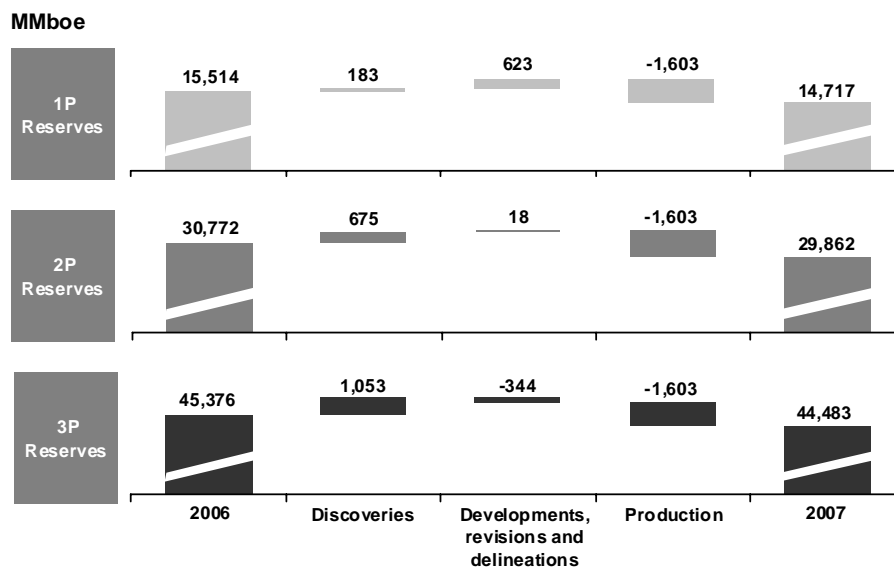 MMboe
1P
Reserves
15,514
183
623
-1,603
14,717
2P
Reserves
30,772
675
18
-1,603
29,862
3P
Reserves
45,376
1,053
-344
-1,603
44,483
2006
Discoveries
Developments,
revisions and
delineations
Production
2007